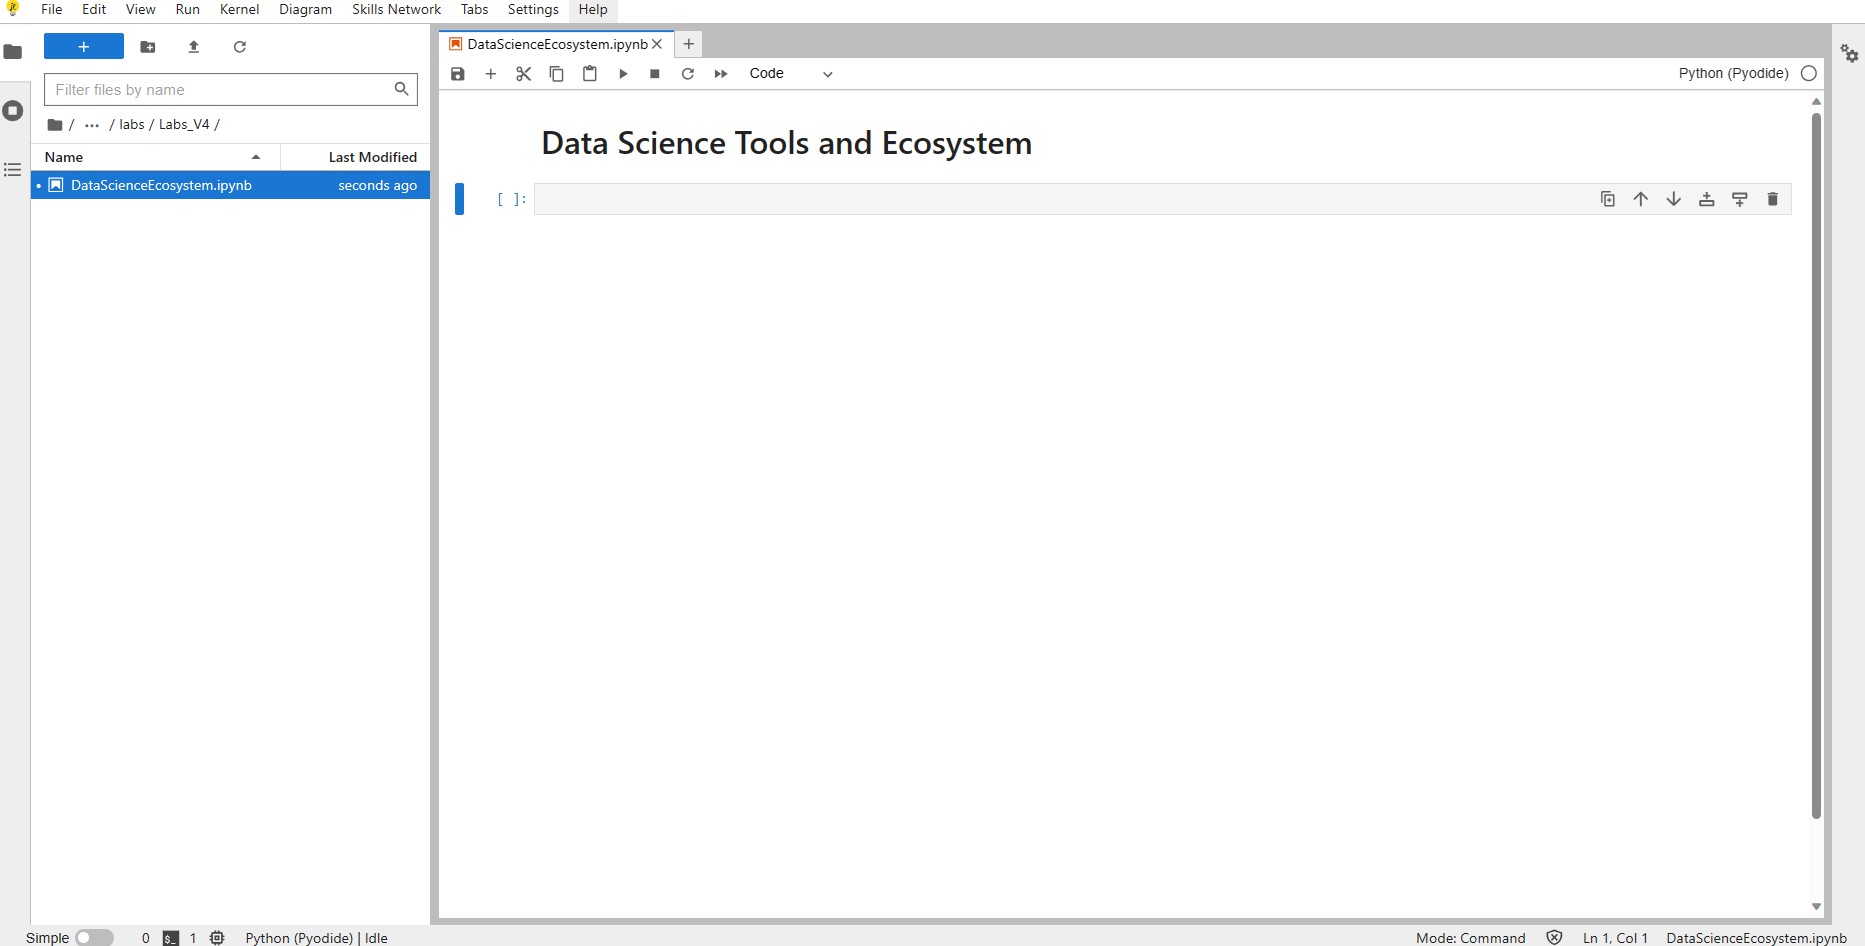 File Edit View Run Kernel Diagram Skills Network Tabs Settings Help
+
DataScienceEcosystem.ipynb
Code
Python (Pyodide)
Filter files by name
/ ... / labs / Labs_V4 /
Name Last Modified
DataScienceEcosystem.ipynb seconds ago
Data Science Tools and Ecosystem
[ ]:
Simple 0 $_ 1 Python (Pyodide) | Idle Mode: Command Ln 1, Col 1 DataScienceEcosystem.ipynb